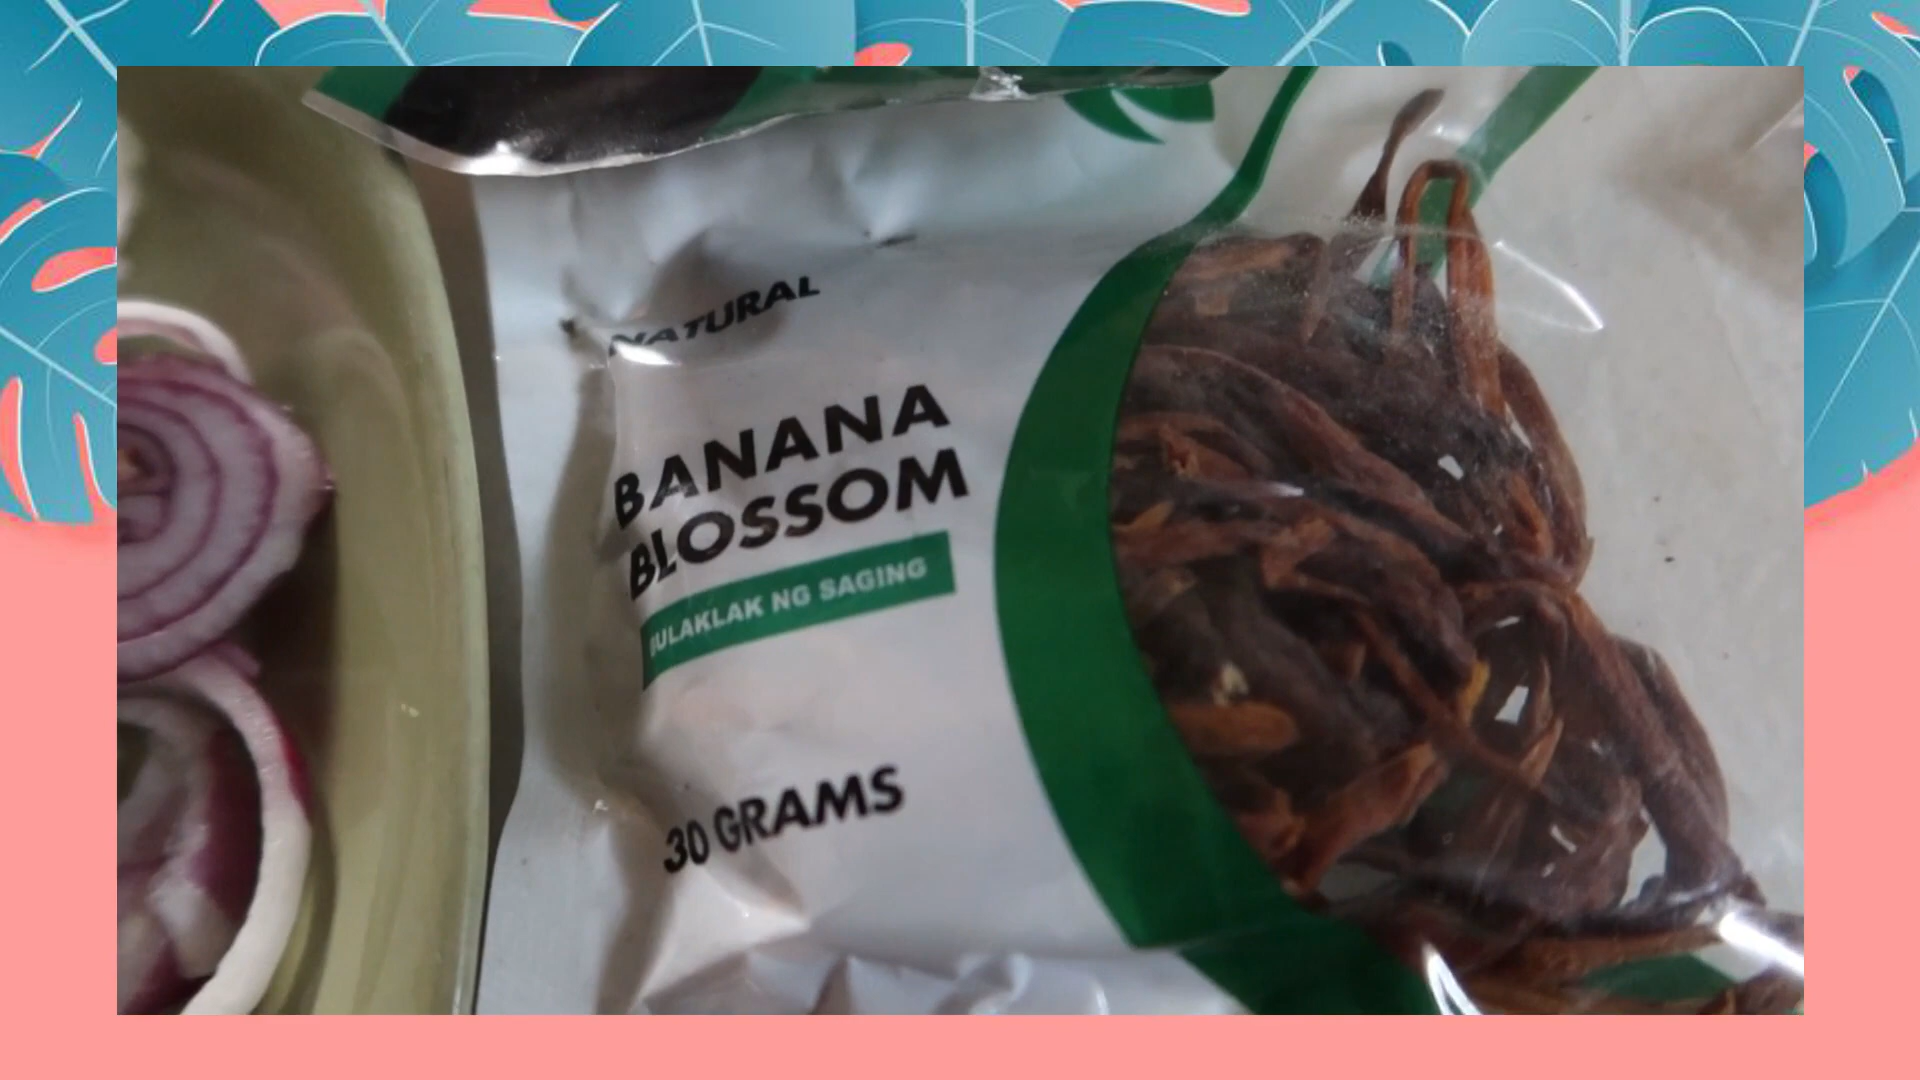 NATURAL
BANANA
BLOSSOM
BULAKLAK NG SAGING
30 GRAMS